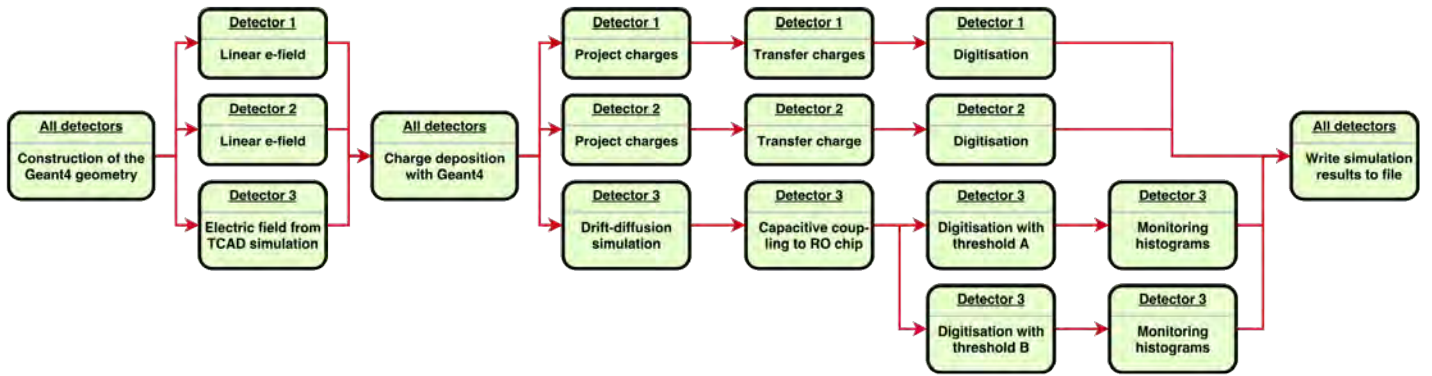 All detectors
Construction of the
Geant4 geometry
Detector 1
Linear e-field
Detector 2
Linear e-field
Detector 3
Electric field from
TCAD simulation
All detectors
Charge deposition
with Geant4
Detector 1
Project charges
Detector 1
Transfer charges
Detector 1
Digitisation
Detector 2
Project charges
Detector 2
Transfer charge
Detector 2
Digitisation
Detector 3
Drift-diffusion
simulation
Detector 3
Capacitive coup-
ling to RO chip
Detector 3
Digitisation with
threshold A
Detector 3
Monitoring
histograms
Detector 3
Digitisation with
threshold B
Detector 3
Monitoring
histograms
All detectors
Write simulation
results to file